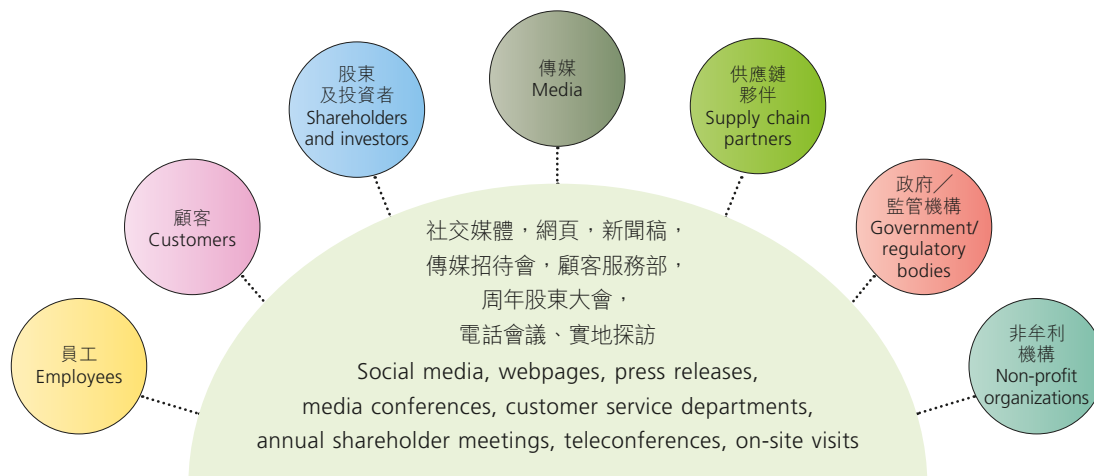 員工
Employees
顧客
Customers
股東
及投資者
Shareholders
and investors
傳媒
Media
供應鏈
夥伴
Supply chain
partners
政府／
監管機構
Government/
regulatory
bodies
非牟利
機構
Non-profit
organizations
社交媒體，網頁，新聞稿，
傳媒招待會，顧客服務部，
周年股東大會，
電話會議、實地探訪
Social media, webpages, press releases,
media conferences, customer service departments,
annual shareholder meetings, teleconferences, on-site visits